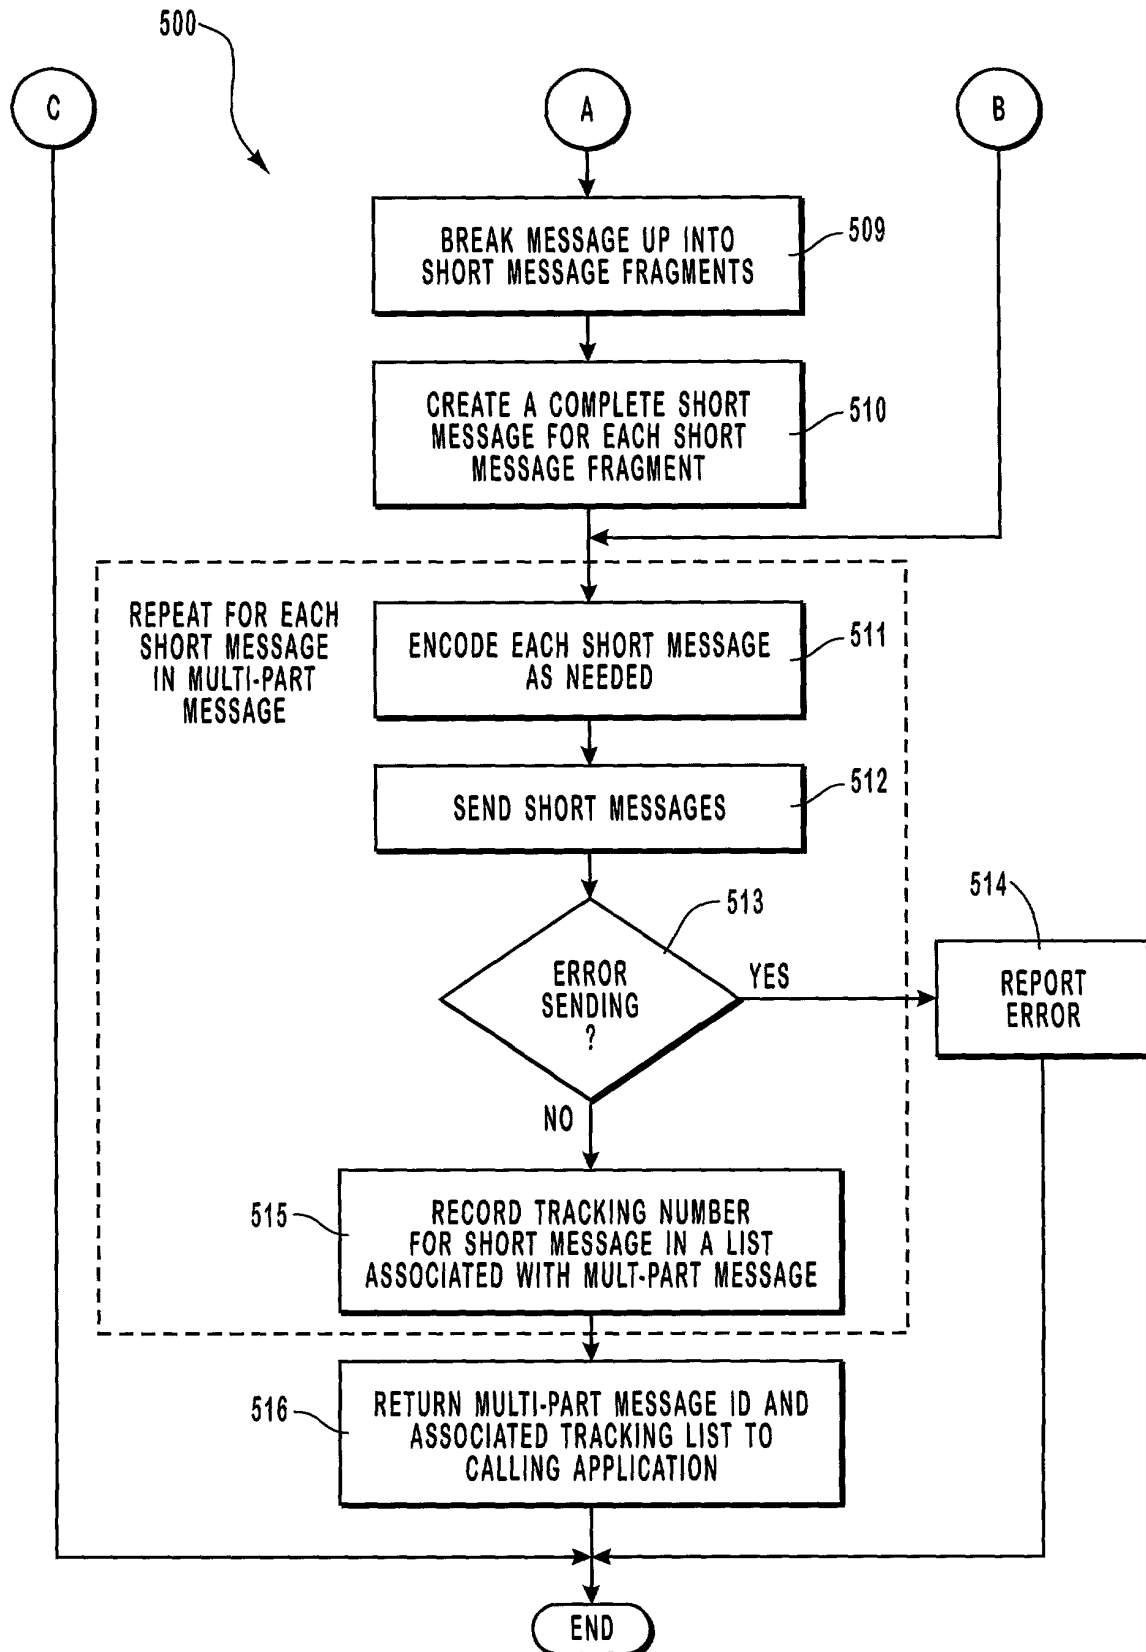 500
C
A
B
BREAK MESSAGE UP INTO
SHORT MESSAGE FRAGMENTS
509
CREATE A COMPLETE SHORT
MESSAGE FOR EACH SHORT
MESSAGE FRAGMENT
510
REPEAT FOR EACH
SHORT MESSAGE
IN MULTI-PART
MESSAGE
ENCODE EACH SHORT MESSAGE
AS NEEDED
511
SEND SHORT MESSAGES
512
ERROR
SENDING
?
513
YES
NO
514
REPORT
ERROR
515
RECORD TRACKING NUMBER
FOR SHORT MESSAGE IN A LIST
ASSOCIATED WITH MULT-PART MESSAGE
516
RETURN MULTI-PART MESSAGE ID AND
ASSOCIATED TRACKING LIST TO
CALLING APPLICATION
END